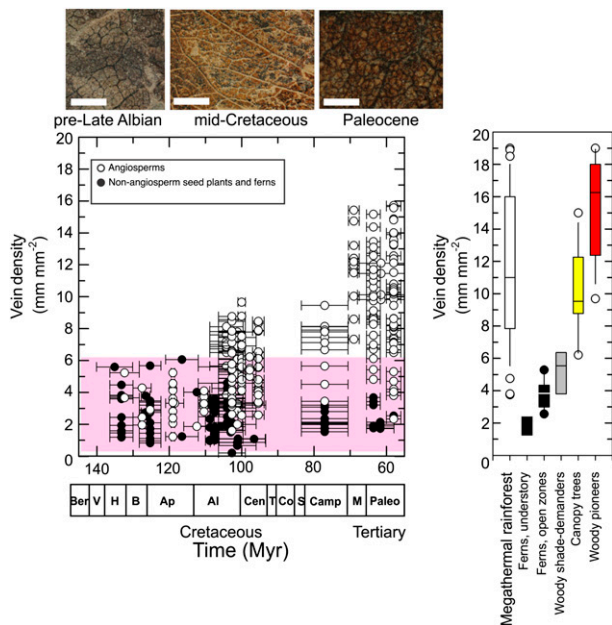 pre-Late Albian
mid-Cretaceous
Paleocene
20
18
16
14
12
10
8
6
4
2
0
Vein density
(mm mm-2)
Angiosperms
Non-angiosperm seed plants and ferns
140
120
100
80
60
Ber V H B Ap Al Cen T Co S Camp M Paleo
Cretaceous
Tertiary
Time (Myr)
20
18
16
14
12
10
8
6
4
2
0
Vein density
(mm mm-2)
Megathermal rainforest
Ferns, understory
Ferns, open zones
Woody shade-demanders
Canopy trees
Woody pioneers